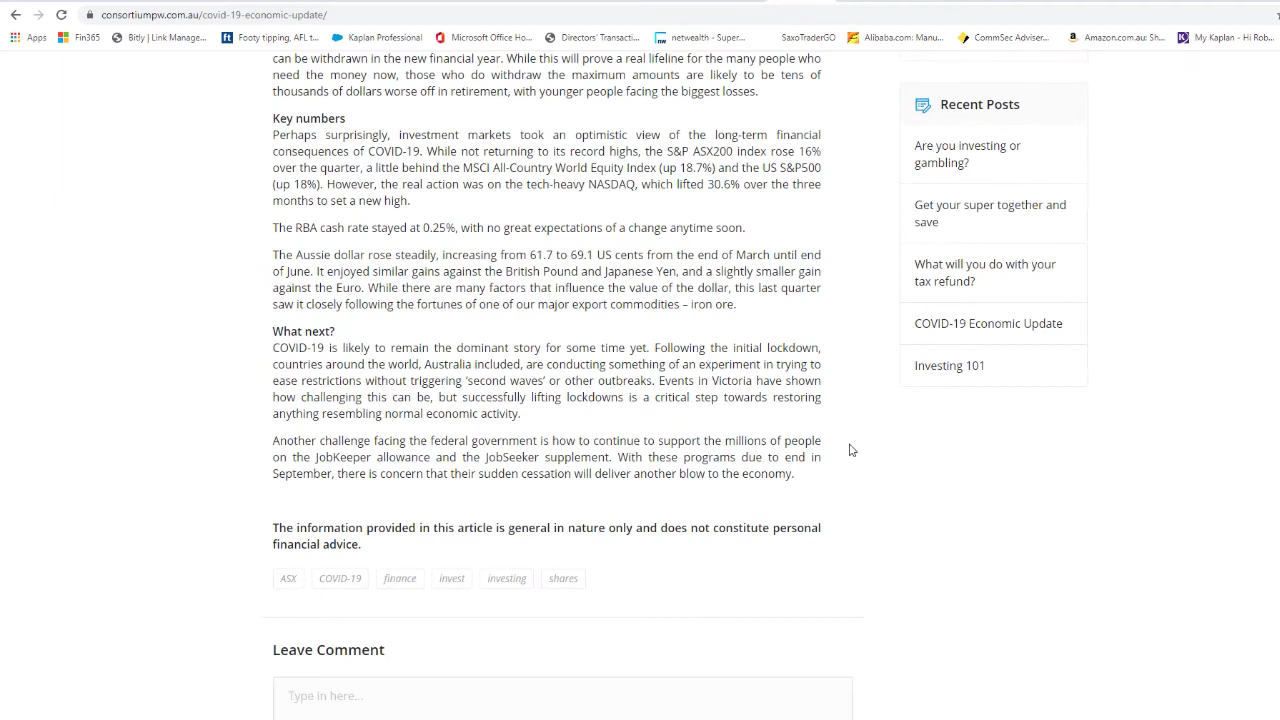 consortiumpw.com.au/covid-19-economic-update/
Apps
Fin365
Bitly | Link Manage...
Footy tipping, AFL t...
Kaplan Professional
Microsoft Office Ho...
Directors' Transacti...
netwealth - Super...
SaxoTraderGO
Alibaba.com: Manu...
CommSec Adviser...
Amazon.com.au: Sh...
My Kaplan - Hi Rob...
can be withdrawn in the new financial year. While this will prove a real lifeline for the many people who
need the money now, those who do withdraw the maximum amounts are likely to be tens of
thousands of dollars worse off in retirement, with younger people facing the biggest losses.
Key numbers
Perhaps surprisingly, investment markets took an optimistic view of the long-term financial
consequences of COVID-19. While not returning to its record highs, the S&P ASX200 index rose 16%
over the quarter, a little behind the MSCI All-Country World Equity Index (up 18.7%) and the US S&P500
(up 18%). However, the real action was on the tech-heavy NASDAQ, which lifted 30.6% over the three
months to set a new high.
The RBA cash rate stayed at 0.25%, with no great expectations of a change anytime soon.
The Aussie dollar rose steadily, increasing from 61.7 to 69.1 US cents from the end of March until end
of June. It enjoyed similar gains against the British Pound and Japanese Yen, and a slightly smaller gain
against the Euro. While there are many factors that influence the value of the dollar, this last quarter
saw it closely following the fortunes of one of our major export commodities – iron ore.
What next?
COVID-19 is likely to remain the dominant story for some time yet. Following the initial lockdown,
countries around the world, Australia included, are conducting something of an experiment in trying to
ease restrictions without triggering ‘second waves’ or other outbreaks. Events in Victoria have shown
how challenging this can be, but successfully lifting lockdowns is a critical step towards restoring
anything resembling normal economic activity.
Another challenge facing the federal government is how to continue to support the millions of people
on the JobKeeper allowance and the JobSeeker supplement. With these programs due to end in
September, there is concern that their sudden cessation will deliver another blow to the economy.
The information provided in this article is general in nature only and does not constitute personal
financial advice.
ASX
COVID-19
finance
invest
investing
shares
Leave Comment
Type in here...
Recent Posts
Are you investing or
gambling?
Get your super together and
save
What will you do with your
tax refund?
COVID-19 Economic Update
Investing 101